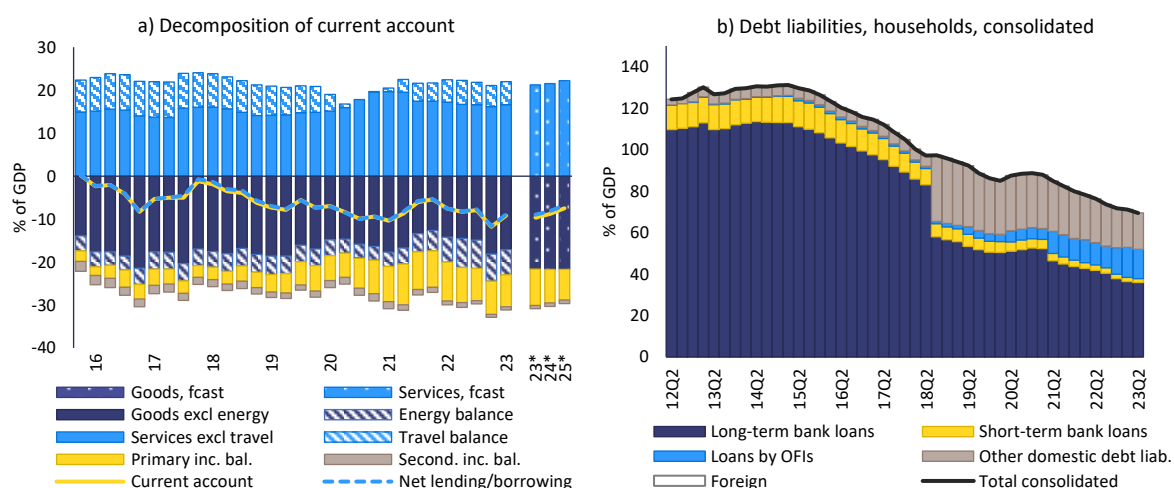 a) Decomposition of current account
% of GDP
30
20
10
0
-10
-20
-30
-40
16
17
18
19
20
21
22
23
23*
24*
25*
Goods, fcast
Services, fcast
Goods excl energy
Energy balance
Services excl travel
Travel balance
Primary inc. bal.
Second. inc. bal.
Current account
Net lending/borrowing
b) Debt liabilities, households, consolidated
% of GDP
140
120
100
80
60
40
20
0
12Q2
13Q2
14Q2
15Q2
16Q2
17Q2
18Q2
19Q2
20Q2
21Q2
22Q2
23Q2
Long-term bank loans
Short-term bank loans
Loans by OFIs
Other domestic debt liab.
Foreign
Total consolidated